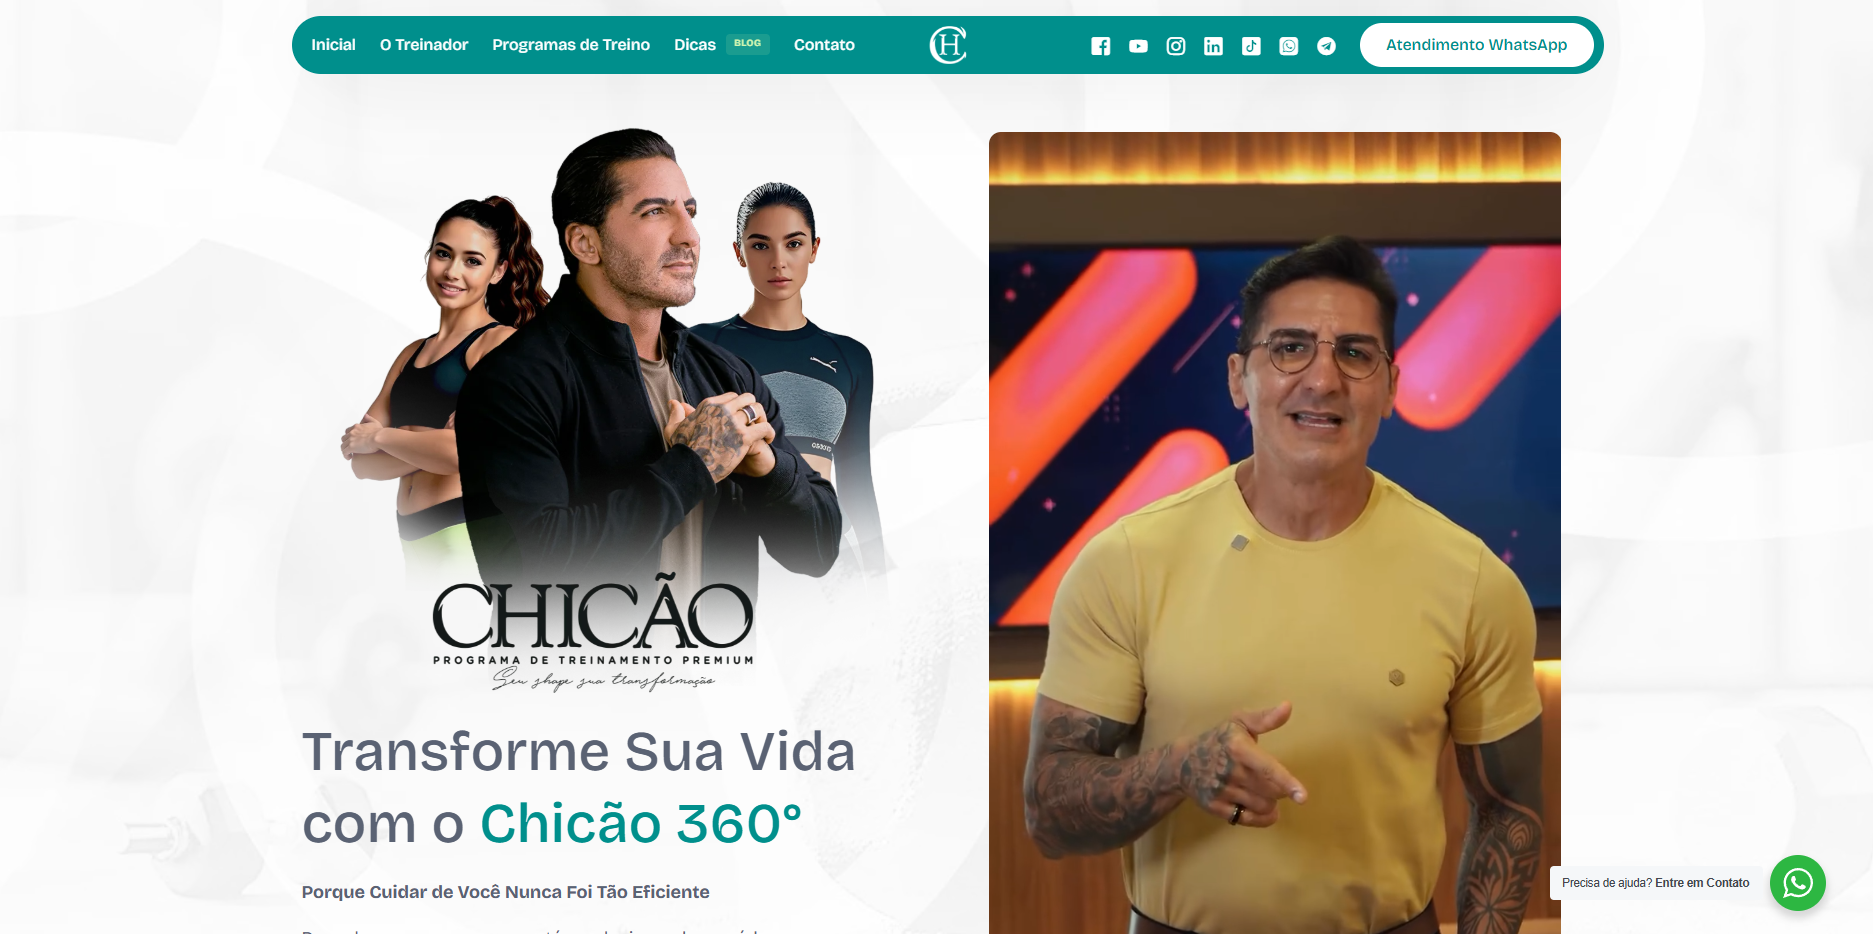 Inicial
O Treinador
Programas de Treino
Dicas
BLOG
Contato
CH
Atendimento WhatsApp
CHICÃO
PROGRAMA DE TREINAMENTO PREMIUM
Seu shape sua transformação
Transforme Sua Vida
com o Chicão 360°
Porque Cuidar de Você Nunca Foi Tão Eficiente
Precisa de ajuda? Entre em Contato